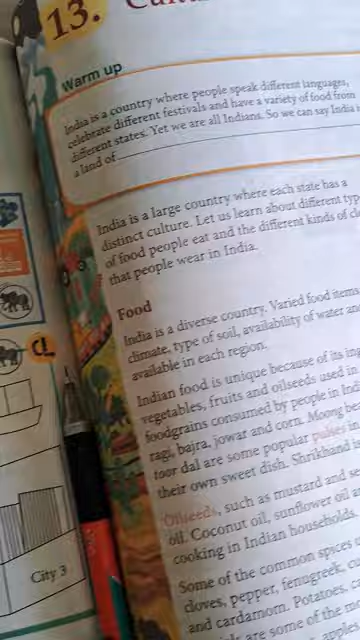 13.
Warm up
India is a country where people speak different languages,
celebrate different festivals and have a variety of food from
different states. Yet we are all Indians. So we can say India
a land of
India is a large country where each state has a
distinct culture. Let us learn about different
of food people eat and the different kinds of
that people wear in India.
Food
India is a diverse country. Varied food items
climate, type of soil, availability of water
available in each region.
Indian food is unique because of its
vegetables, fruits and oilseeds used in
foodgrains consumed by people in
ragi, bajra, jowar and corn. Moong
toor dal are some popular pulses in
their own sweet dish. Shrikhand
Oilseeds, such as mustard and
oil. Coconut oil, sunflower oil
cooking in Indian households.
Some of the common spices
cloves, pepper, fenugreek,
and cardamom. Potatoes,
are some of the
apples
CL
City 3